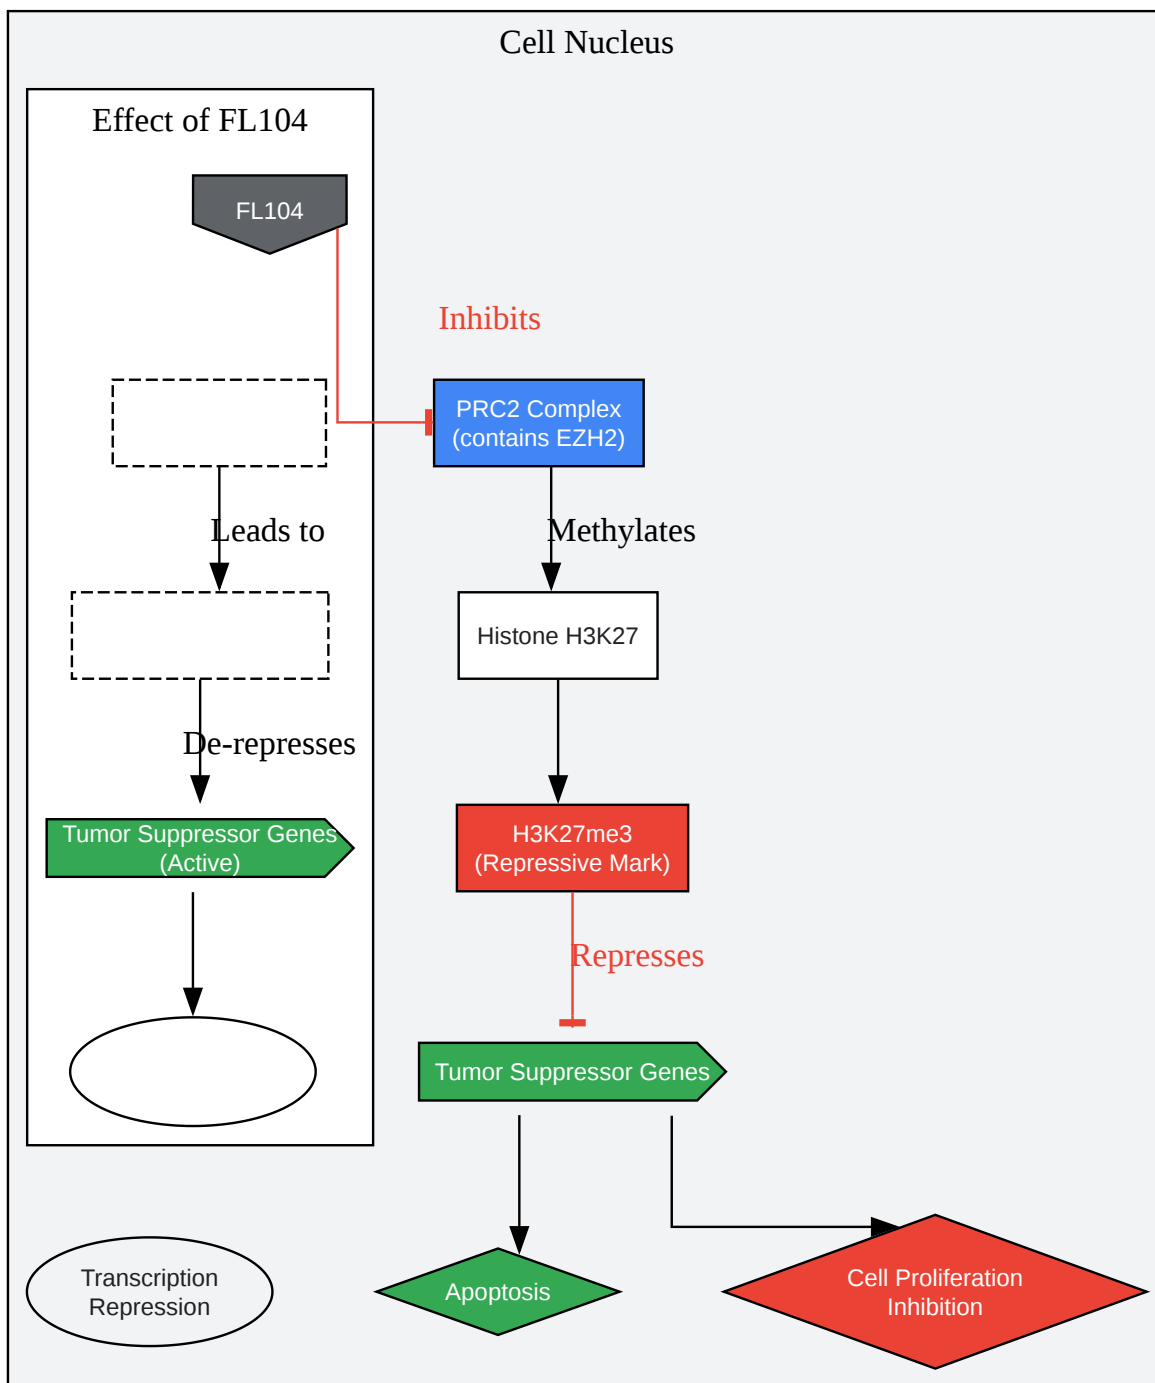 Cell Nucleus
Effect of FL104
FL104
Inhibits
PRC2 Complex
(contains EZH2)
Leads to
Methylates
Histone H3K27
De-represses
Tumor Suppressor Genes
(Active)
H3K27me3
(Repressive Mark)
Represses
Tumor Suppressor Genes
Transcription
Repression
Apoptosis
Cell Proliferation
Inhibition